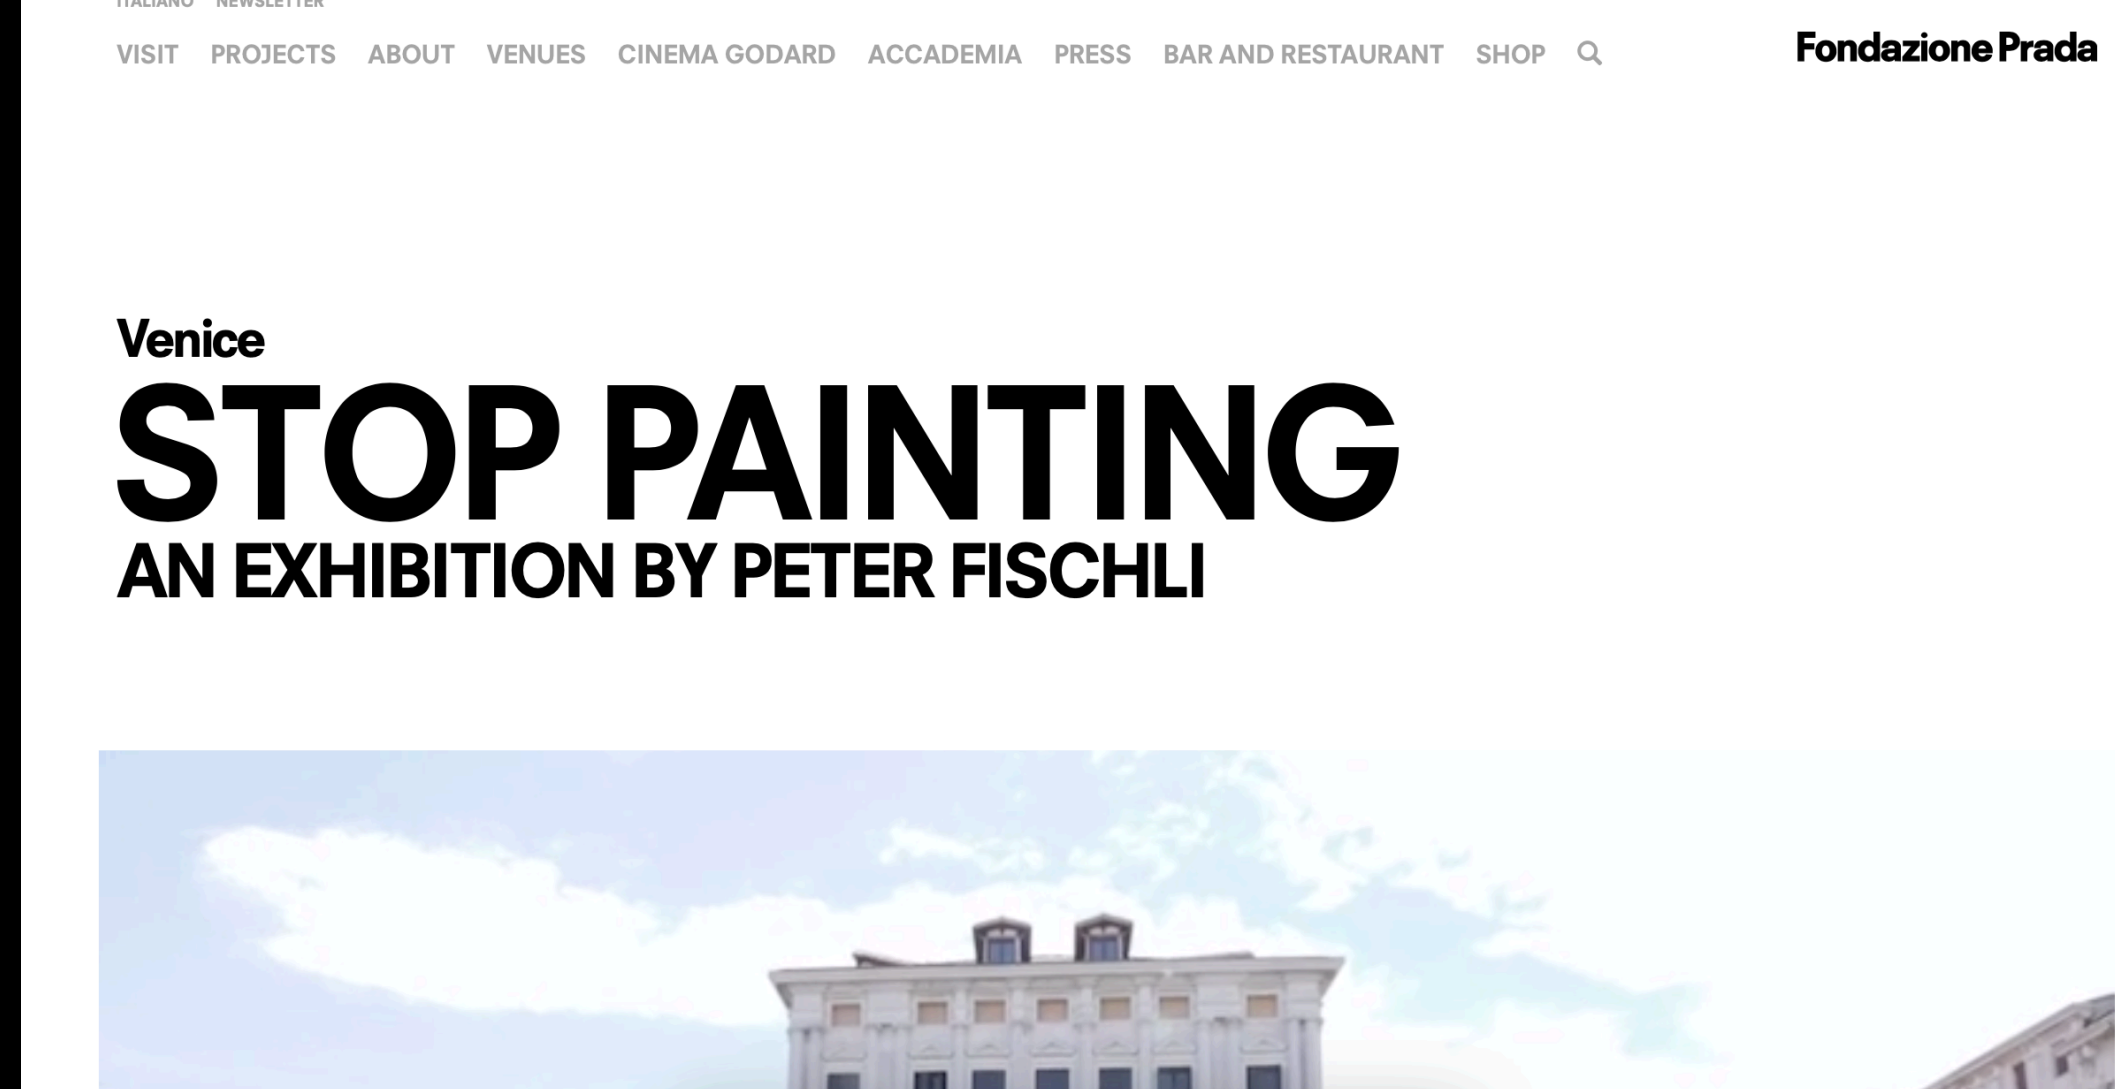 ITALIANO NEWSLETTER
VISIT PROJECTS ABOUT VENUES CINEMA GODARD ACCADEMIA PRESS BAR AND RESTAURANT SHOP
Fondazione Prada
Venice
STOP PAINTING
AN EXHIBITION BY PETER FISCHLI